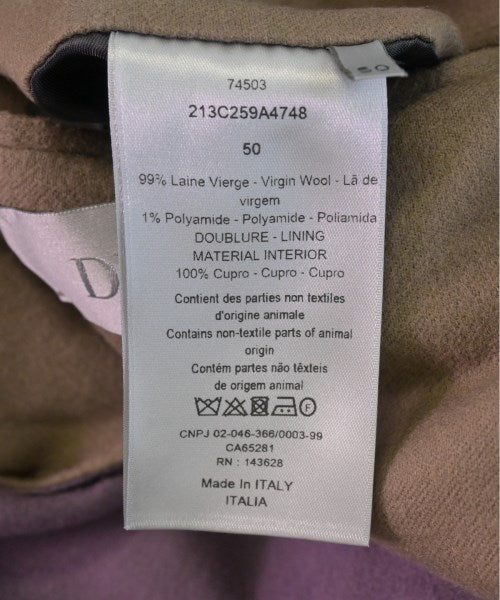 50
74503
213C259A4748
50
99% Laine Vierge - Virgin Wool - Lã de
virgem
1% Polyamide - Polyamide - Poliamida
DOUBLURE - LINING
MATERIAL INTERIOR
100% Cupro - Cupro - Cupro
Contient des parties non textiles
d'origine animale
Contains non-textile parts of animal
origin
Contém partes não têxteis
de origem animal
CNPJ 02-046-366/0003-99
CA65281
RN : 143628
Made In ITALY
ITALIA
D